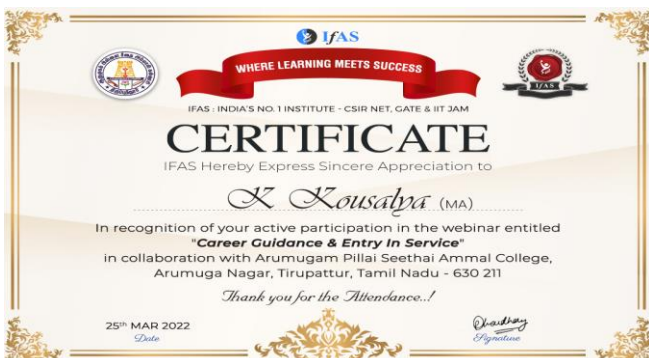 IFAS
WHERE LEARNING MEETS SUCCESS
IFAS
IFAS : INDIA'S NO. 1 INSTITUTE - CSIR NET, GATE & IIT JAM
CERTIFICATE
IFAS Hereby Express Sincere Appreciation to
K Kousalya (MA)
In recognition of your active participation in the webinar entitled
"Career Guidance & Entry In Service"
in collaboration with Arumugam Pillai Seethai Ammal College,
Arumuga Nagar, Tirupattur, Tamil Nadu - 630 211
Thank you for the Attendance..!
25th MAR 2022
Date
Chaudhary
Signature